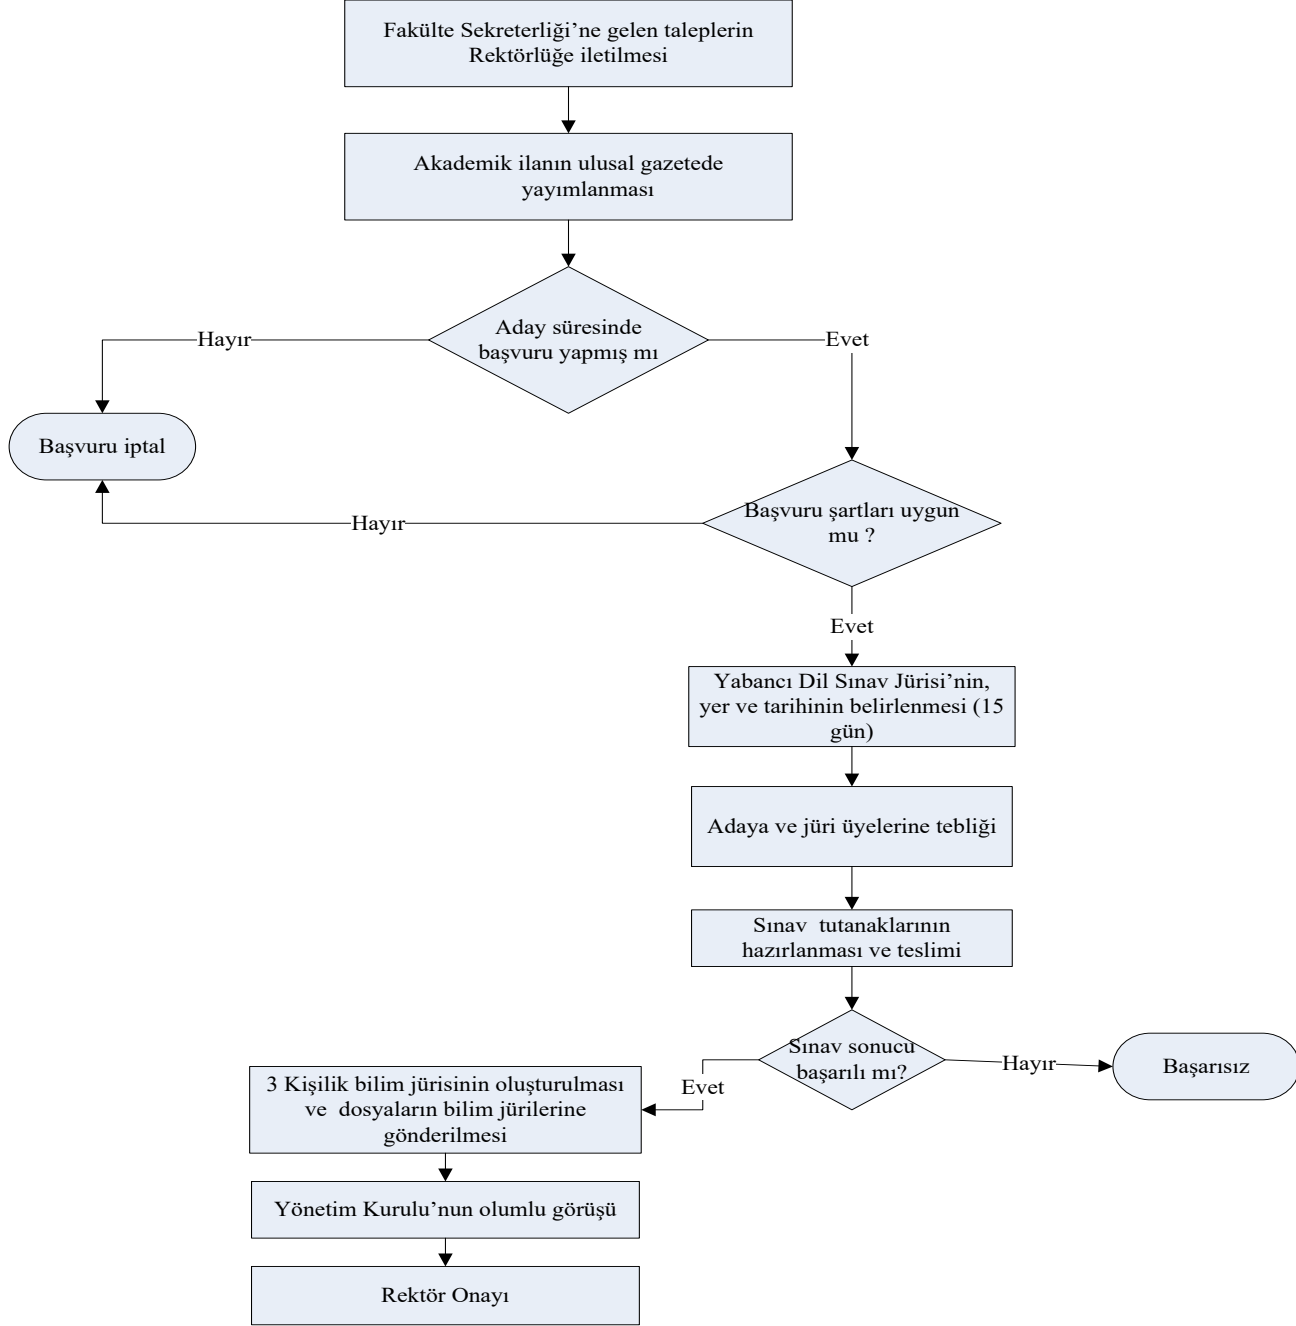 Fakülte Sekreterliği’ne gelen taleplerin
Rektörlüğe iletilmesi
Akademik ilanın ulusal gazetede
yayımlanması
Aday süresinde
başvuru yapmış mı
Hayır
Evet
Başvuru iptal
Başvuru şartları uygun
mu ?
Hayır
Evet
Yabancı Dil Sınav Jürisi’nin,
yer ve tarihinin belirlenmesi (15
gün)
Adaya ve jüri üyelerine tebliği
Sınav  tutanaklarının
hazırlanması ve teslimi
Sınav sonucu
başarılı mı?
Hayır
Başarısız
Evet
3 Kişilik bilim jürisinin oluşturulması
ve  dosyaların bilim jürilerine
gönderilmesi
Yönetim Kurulu’nun olumlu görüşü
Rektör Onayı